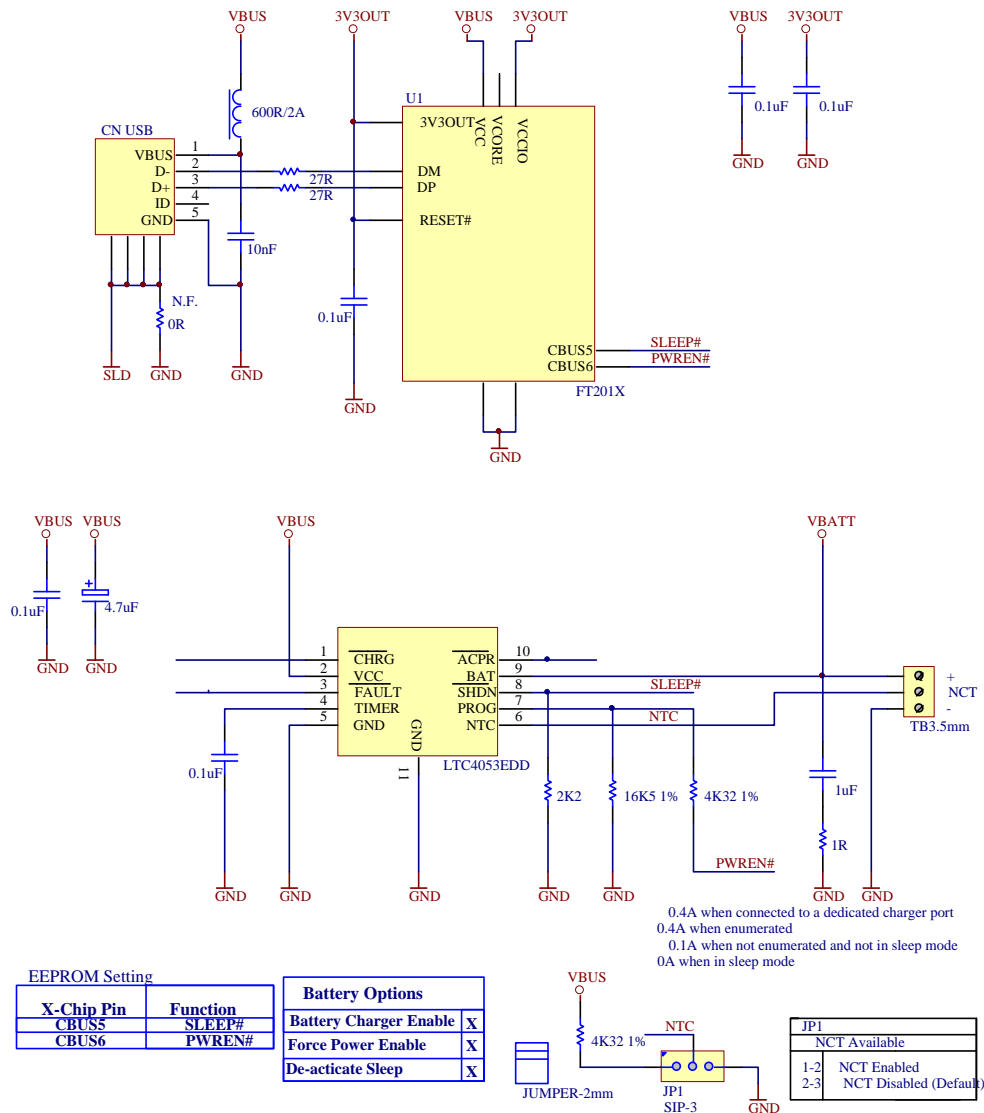 VBUS 3V3OUT VBUS 3V3OUT VBUS 3V3OUT
0.1uF 0.1uF
GND GND
600R/2A
U1
3V3OUT
VCC
VCORE
VCCIO
CN USB
VBUS 1
D- 2
D+ 3
ID 4
GND 5
27R
27R
DM
DP
RESET#
10nF
N.F.
0R
0.1uF
SLD GND GND
GND
CBUS5 SLEEP#
CBUS6 PWREN#
FT201X
GND
VBUS VBUS VBUS VBATT
0.1uF
+
4.7uF
GND GND
1 CHRG ACPR 10
2 VCC BAT 9
3 FAULT SHDN 8 SLEEP#
4 TIMER PROG 7
5 GND NTC 6 NTC
GND
11
LTC4053EDD
+
NCT
-
TB3.5mm
0.1uF
2K2
16K5 1%
4K32 1%
1uF
1R
PWREN#
GND GND GND GND GND GND GND
0.4A when connected to a dedicated charger port
0.4A when enumerated
0.1A when not enumerated and not in sleep mode
0A when in sleep mode
EEPROM Setting
X-Chip Pin Function
CBUS5 SLEEP#
CBUS6 PWREN#
Battery Options
Battery Charger Enable X
Force Power Enable X
De-acticate Sleep X
JUMPER-2mm
VBUS
4K32 1%
NTC
JP1
SIP-3
GND
JP1
NCT Available
1-2 NCT Enabled
2-3 NCT Disabled (Default)